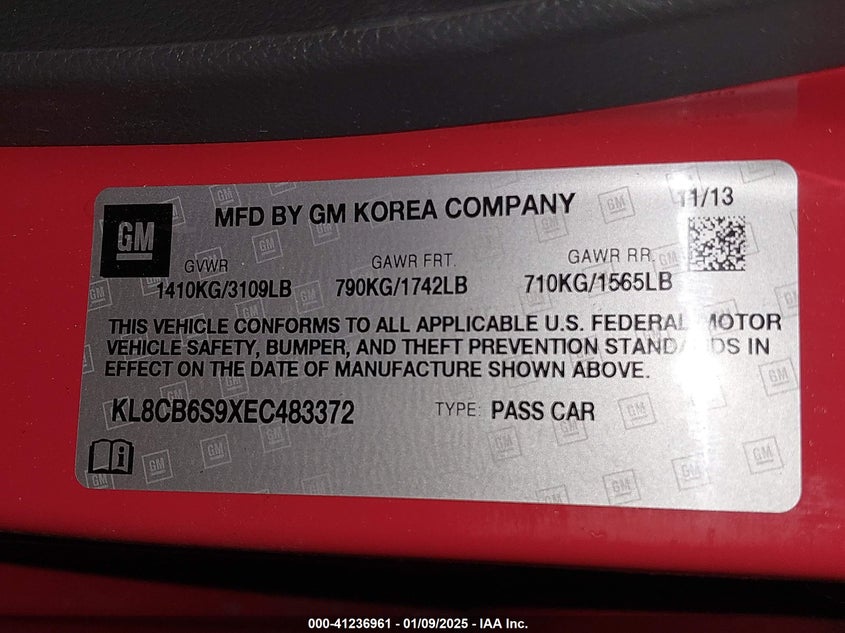 GM
MFD BY GM KOREA COMPANY
11/13
GVWR
GAWR FRT.
GAWR RR.
1410KG/3109LB
790KG/1742LB
710KG/1565LB
THIS VEHICLE CONFORMS TO ALL APPLICABLE U.S. FEDERAL MOTOR
VEHICLE SAFETY, BUMPER, AND THEFT PREVENTION STANDARDS IN
EFFECT ON THE DATE OF MANUFACTURE SHOWN ABOVE.
KL8CB6S9XEC483372
TYPE: PASS CAR
000-41236961 - 01/09/2025 - IAA Inc.